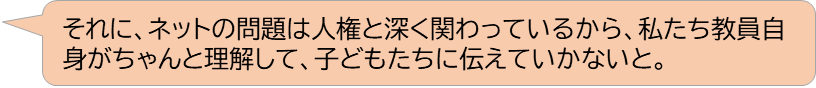 それに、ネットの問題は人権と深く関わっているから、私たち教員自
身がちゃんと理解して、子どもたちに伝えていかないと。